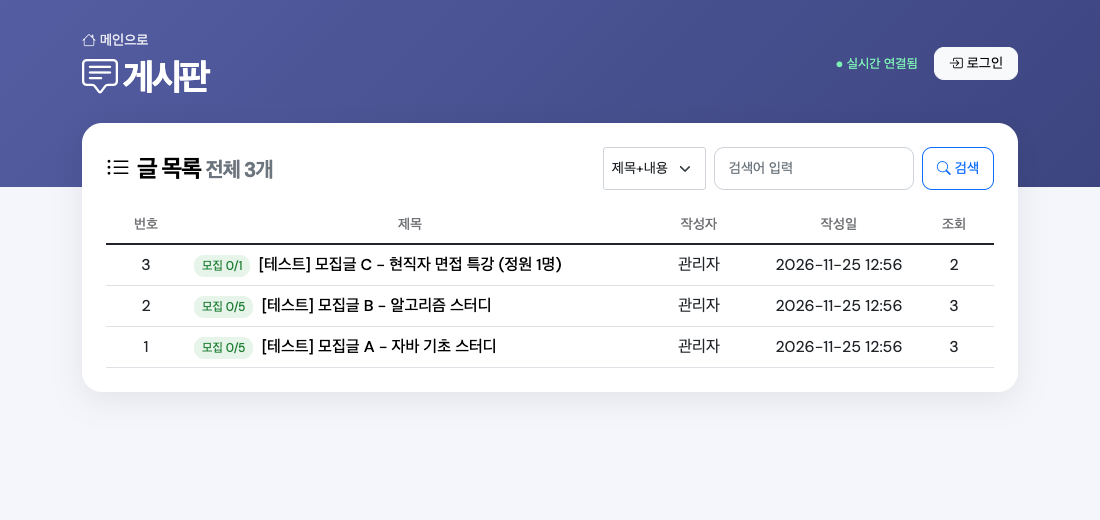 메인으로
게시판
실시간 연결됨
로그인
글 목록 전체 3개
제목+내용
검색어 입력
검색
번호 제목 작성자 작성일 조회
3 모집 0/1 [테스트] 모집글 C - 현직자 면접 특강 (정원 1명) 관리자 2026-11-25 12:56 2
2 모집 0/5 [테스트] 모집글 B - 알고리즘 스터디 관리자 2026-11-25 12:56 3
1 모집 0/5 [테스트] 모집글 A - 자바 기초 스터디 관리자 2026-11-25 12:56 3